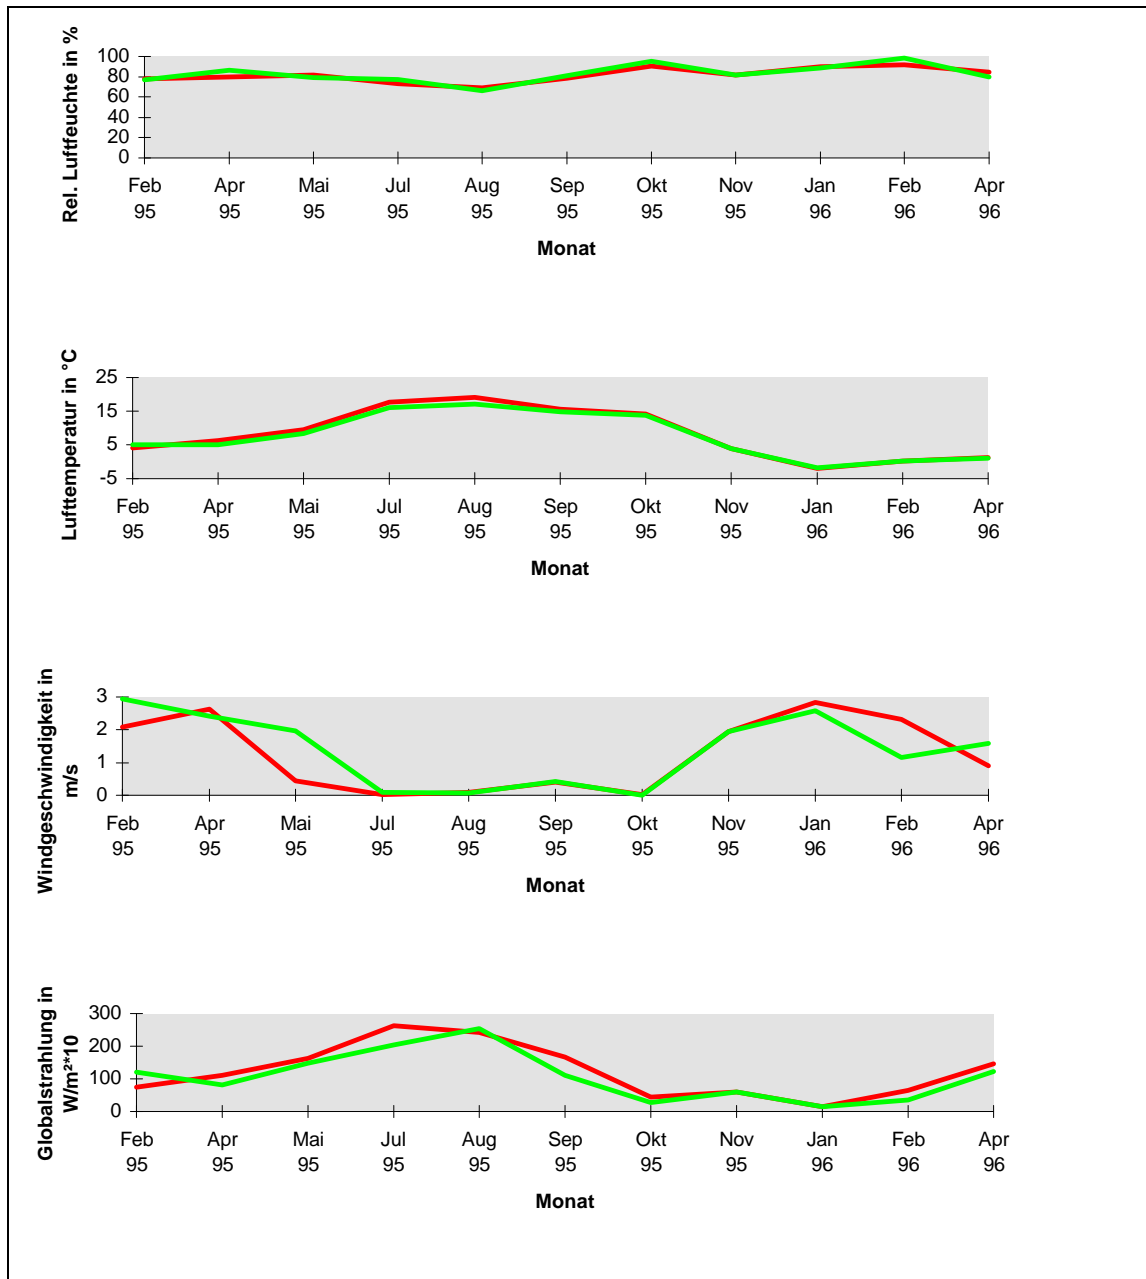 Rel. Luftfeuchte in %
100
80
60
40
20
0
Feb Apr Mai Jul Aug Sep Okt Nov Jan Feb Apr
95 95 95 95 95 95 95 95 96 96 96
Monat
Lufttemperatur in °C
25
15
5
-5
Feb Apr Mai Jul Aug Sep Okt Nov Jan Feb Apr
95 95 95 95 95 95 95 95 96 96 96
Monat
Windgeschwindigkeit in
m/s
3
2
1
0
Feb Apr Mai Jul Aug Sep Okt Nov Jan Feb Apr
95 95 95 95 95 95 95 95 96 96 96
Monat
Globalstrahlung in
W/m²*10
300
200
100
0
Feb Apr Mai Jul Aug Sep Okt Nov Jan Feb Apr
95 95 95 95 95 95 95 95 96 96 96
Monat